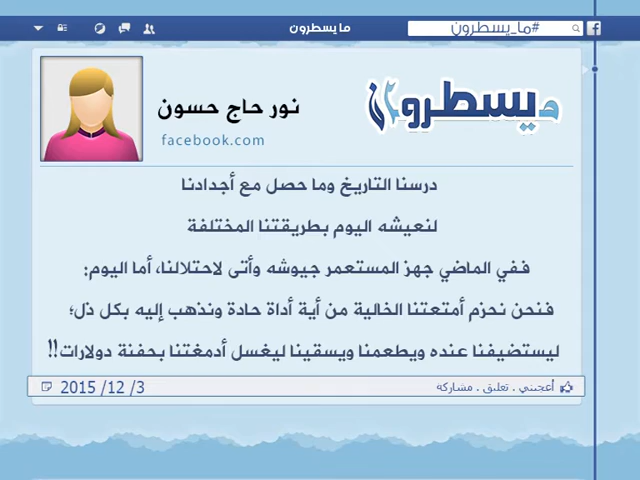 ما يسطرون
#ما_يسطرون
ما يسطرون
نور حاج حسون
facebook.com
درسنا التاريخ وما حصل مع أجدادنا
لنعيشه اليوم بطريقتنا المختلفة
ففي الماضي جهز المستعمر جيوشه وأتى لاحتلالنا، أما اليوم:
فنحن نحزم أمتعتنا الخالية من أية أداة حادة ونذهب إليه بكل ذل؛
ليستضيفنا عنده ويطعمنا ويسقينا ليغسل أدمغتنا بحفنة دولارات!!
أعجبني . تعليق . مشاركة
2015 /12 /3